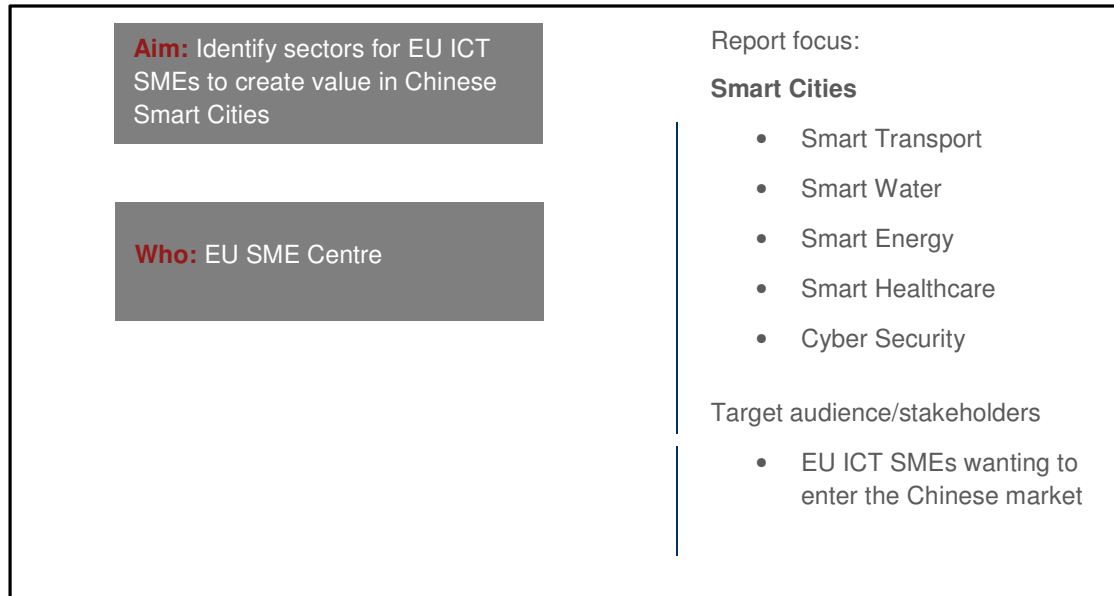 Aim: Identify sectors for EU ICT
SMEs to create value in Chinese
Smart Cities
Who: EU SME Centre
Report focus:
Smart Cities
• Smart Transport
• Smart Water
• Smart Energy
• Smart Healthcare
• Cyber Security
Target audience/stakeholders
• EU ICT SMEs wanting to
enter the Chinese market